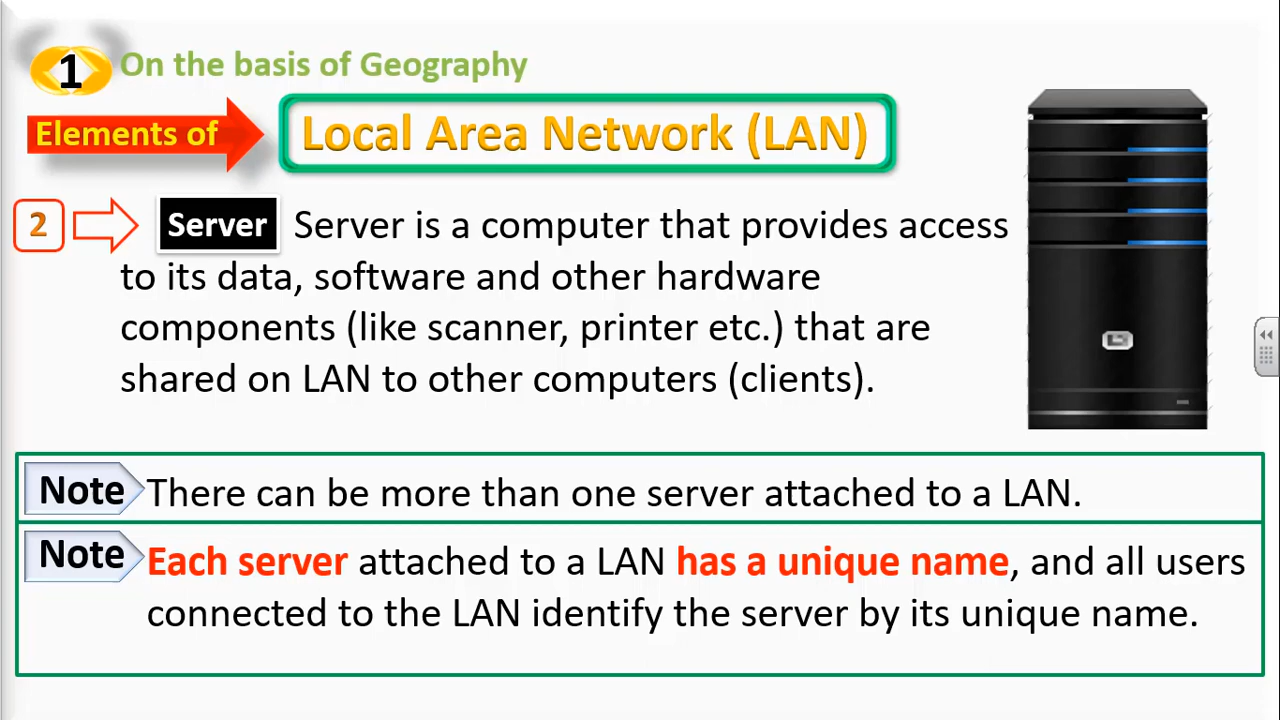 1 On the basis of Geography
Elements of Local Area Network (LAN)
2 Server Server is a computer that provides access
to its data, software and other hardware
components (like scanner, printer etc.) that are
shared on LAN to other computers (clients).
Note There can be more than one server attached to a LAN.
Note Each server attached to a LAN has a unique name, and all users
connected to the LAN identify the server by its unique name.